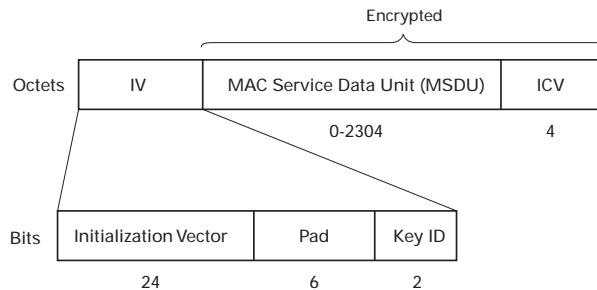 Encrypted
Octets IV MAC Service Data Unit (MSDU) ICV
0-2304 4
Bits Initialization Vector Pad Key ID
24 6 2